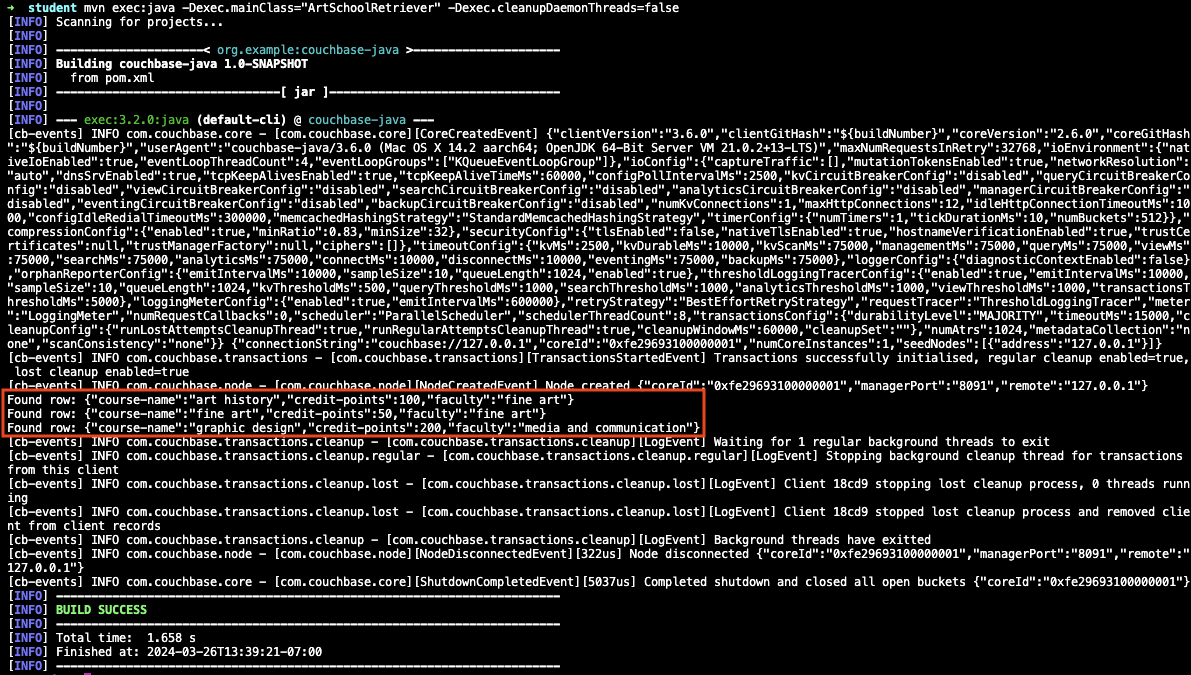 →  student mvn exec:java -Dexec.mainClass="ArtSchoolRetriever" -Dexec.cleanupDaemonThreads=false
[INFO] Scanning for projects...
[INFO]
[INFO] ---------------------< org.example:couchbase-java >---------------------
[INFO] Building couchbase-java 1.0-SNAPSHOT
[INFO]   from pom.xml
[INFO] --------------------------------[ jar ]---------------------------------
[INFO]
[INFO] --- exec:3.2.0:java (default-cli) @ couchbase-java ---
[cb-events] INFO com.couchbase.core - [com.couchbase.core][CoreCreatedEvent] {"clientVersion":"3.6.0","clientGitHash":"${buildNumber}","coreVersion":"2.6.0","coreGitHash
":"${buildNumber}","userAgent":"couchbase-java/3.6.0 (Mac OS X 14.2 aarch64; OpenJDK 64-Bit Server VM 21.0.2+13-LTS)","maxNumRequestsInRetry":32768,"ioEnvironment":{"nat
iveIoEnabled":true,"eventLoopThreadCount":4,"eventLoopGroups":["KQueueEventLoopGroup"]},"ioConfig":{"captureTraffic":[],"mutationTokensEnabled":true,"networkResolution":
"auto","dnsSrvEnabled":true,"tcpKeepAlivesEnabled":true,"tcpKeepAliveTimeMs":60000,"configPollIntervalMs":2500,"kvCircuitBreakerConfig":"disabled","queryCircuitBreakerCo
nfig":"disabled","viewCircuitBreakerConfig":"disabled","searchCircuitBreakerConfig":"disabled","analyticsCircuitBreakerConfig":"disabled","managerCircuitBreakerConfig":"
disabled","eventingCircuitBreakerConfig":"disabled","backupCircuitBreakerConfig":"disabled","numKvConnections":1,"maxHttpConnections":12,"idleHttpConnectionTimeoutMs":10
00,"configIdleRedialTimeoutMs":300000,"memcachedHashingStrategy":"StandardMemcachedHashingStrategy","timerConfig":{"numTimers":1,"tickDurationMs":10,"numBuckets":512}},"
compressionConfig":{"enabled":true,"minRatio":0.83,"minSize":32},"securityConfig":{"tlsEnabled":false,"nativeTlsEnabled":true,"hostnameVerificationEnabled":true,"trustCe
rtificates":null,"trustManagerFactory":null,"ciphers":[]},"timeoutConfig":{"kvMs":2500,"kvDurableMs":10000,"kvScanMs":75000,"managementMs":75000,"queryMs":75000,"viewMs"
:75000,"searchMs":75000,"analyticsMs":75000,"connectMs":10000,"disconnectMs":10000,"eventingMs":75000,"backupMs":75000},"loggerConfig":{"diagnosticContextEnabled":false}
,"orphanReporterConfig":{"emitIntervalMs":10000,"sampleSize":10,"queueLength":1024,"enabled":true},"thresholdLoggingTracerConfig":{"enabled":true,"emitIntervalMs":10000,
"sampleSize":10,"queueLength":1024,"kvThresholdMs":500,"queryThresholdMs":1000,"searchThresholdMs":1000,"analyticsThresholdMs":1000,"viewThresholdMs":1000,"transactionsT
hresholdMs":5000},"loggingMeterConfig":{"enabled":true,"emitIntervalMs":600000},"retryStrategy":"BestEffortRetryStrategy","requestTracer":"ThresholdLoggingTracer","meter
":"LoggingMeter","numRequestCallbacks":0,"scheduler":"ParallelScheduler","schedulerThreadCount":8,"transactionsConfig":{"durabilityLevel":"MAJORITY","timeoutMs":15000,"c
leanupConfig":{"runLostAttemptsCleanupThread":true,"runRegularAttemptsCleanupThread":true,"cleanupWindowMs":60000,"cleanupSet":""},"numAtrs":1024,"metadataCollection":"n
one","scanConsistency":"none"}} {"connectionString":"couchbase://127.0.0.1","coreId":"0xfe29693100000001","numCoreInstances":1,"seedNodes":[{"address":"127.0.0.1"}]}
[cb-events] INFO com.couchbase.transactions - [com.couchbase.transactions][TransactionsStartedEvent] Transactions successfully initialised, regular cleanup enabled=true,
 lost cleanup enabled=true
[cb-events] INFO com.couchbase.node - [com.couchbase.node][NodeCreatedEvent] Node created {"coreId":"0xfe29693100000001","managerPort":"8091","remote":"127.0.0.1"}
Found row: {"course-name":"art history","credit-points":100,"faculty":"fine art"}
Found row: {"course-name":"fine art","credit-points":50,"faculty":"fine art"}
Found row: {"course-name":"graphic design","credit-points":200,"faculty":"media and communication"}
[cb-events] INFO com.couchbase.transactions.cleanup - [com.couchbase.transactions.cleanup][LogEvent] Waiting for 1 regular background threads to exit
[cb-events] INFO com.couchbase.transactions.cleanup.regular - [com.couchbase.transactions.cleanup.regular][LogEvent] Stopping background cleanup thread for transactions
from this client
[cb-events] INFO com.couchbase.transactions.cleanup.lost - [com.couchbase.transactions.cleanup.lost][LogEvent] Client 18cd9 stopping lost cleanup process, 0 threads runn
ing
[cb-events] INFO com.couchbase.transactions.cleanup.lost - [com.couchbase.transactions.cleanup.lost][LogEvent] Client 18cd9 stopped lost cleanup process and removed clie
nt from client records
[cb-events] INFO com.couchbase.transactions.cleanup - [com.couchbase.transactions.cleanup][LogEvent] Background threads have exitted
[cb-events] INFO com.couchbase.node - [com.couchbase.node][NodeDisconnectedEvent][322us] Node disconnected {"coreId":"0xfe29693100000001","managerPort":"8091","remote":"
127.0.0.1"}
[cb-events] INFO com.couchbase.core - [com.couchbase.core][ShutdownCompletedEvent][5037us] Completed shutdown and closed all open buckets {"coreId":"0xfe29693100000001"}
[INFO] ------------------------------------------------------------------------
[INFO] BUILD SUCCESS
[INFO] ------------------------------------------------------------------------
[INFO] Total time:  1.658 s
[INFO] Finished at: 2024-03-26T13:39:21-07:00
[INFO] ------------------------------------------------------------------------